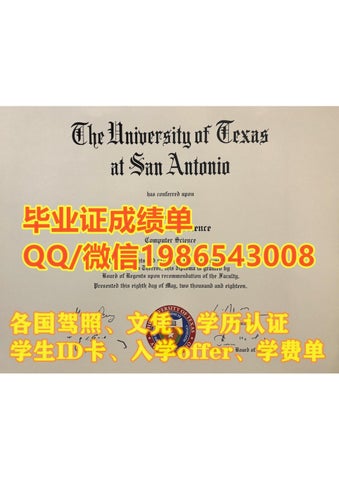 The University of Texas
at San Antonio
has conferred upon
毕业证成绩单
ence
Computer Science
QQ/微信1986543008
Board of Regents upon recommendation of the Faculty.
Presented this eighth day of May, two thousand and eighteen.
各国驾照、文凭、学历认证
学生ID卡、入学offer、学费单
Board of